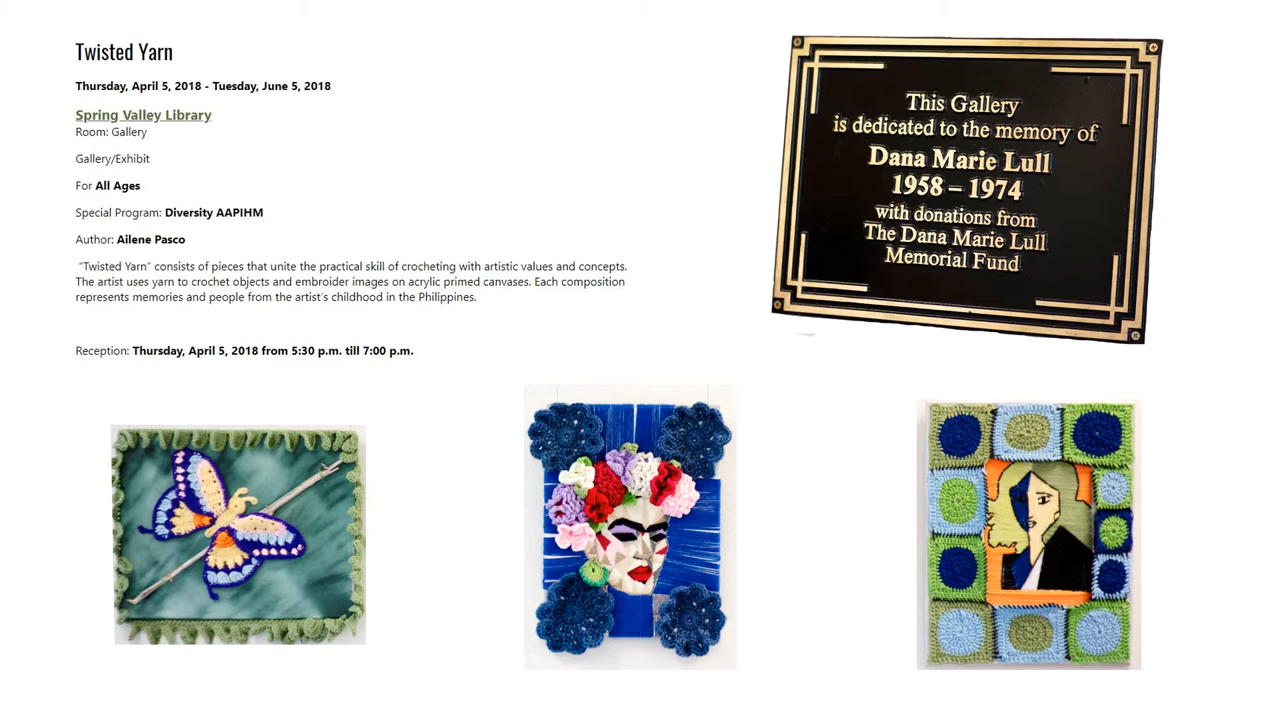 Twisted Yarn
Thursday, April 5, 2018 - Tuesday, June 5, 2018
Spring Valley Library
Room: Gallery
Gallery/Exhibit
For All Ages
Special Program: Diversity AAPIHM
Author: Ailene Pasco
"Twisted Yarn" consists of pieces that unite the practical skill of crocheting with artistic values and concepts.
The artist uses yarn to crochet objects and embroider images on acrylic primed canvases. Each composition
represents memories and people from the artist's childhood in the Philippines.
Reception: Thursday, April 5, 2018 from 5:30 p.m. till 7:00 p.m.
This Gallery
is dedicated to the memory of
Dana Marie Lull
1958 – 1974
with donations from
The Dana Marie Lull
Memorial Fund